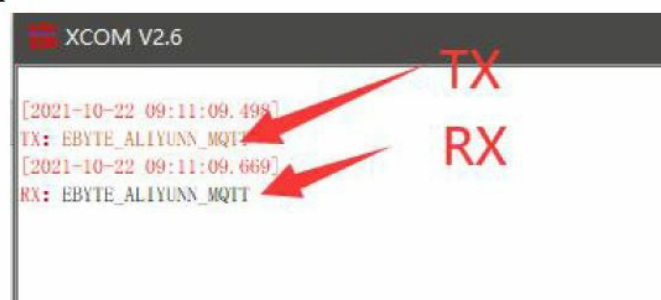 XCOM V2.6
TX
[2021-10-22 09:11:09.498]
TX: EBYTE_ALIYUNN_MQTT
RX
[2021-10-22 09:11:09.669]
RX: EBYTE_ALIYUNN_MQTT